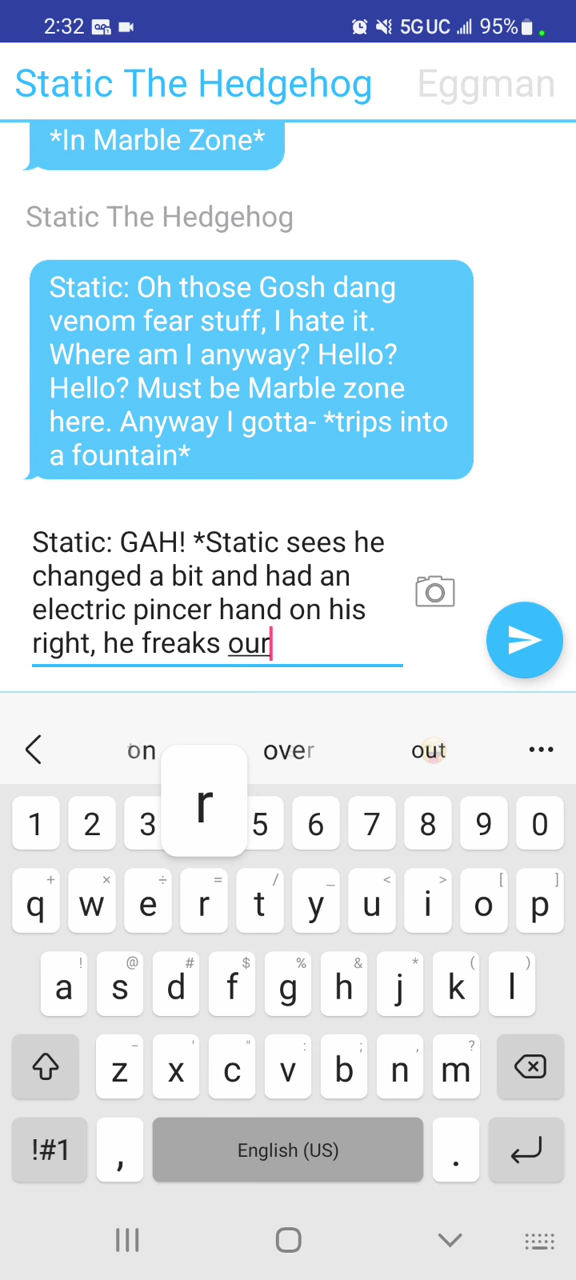 2:32 5GUC 95%
Static The Hedgehog Eggman
*In Marble Zone*
Static The Hedgehog
Static: Oh those Gosh dang
venom fear stuff, I hate it.
Where am I anyway? Hello?
Hello? Must be Marble zone
here. Anyway I gotta- *trips into
a fountain*
Static: GAH! *Static sees he
changed a bit and had an
electric pincer hand on his
right, he freaks our
on over out ...
r
1 2 3 5 6 7 8 9 0
+ × ÷ = / _ < > [ ]
q w e r t y u i o p
! @ # $ % & * ( )
a s d f g h j k l
- ' " : ; , ?
z x c v b n m
!#1 , English (US) .